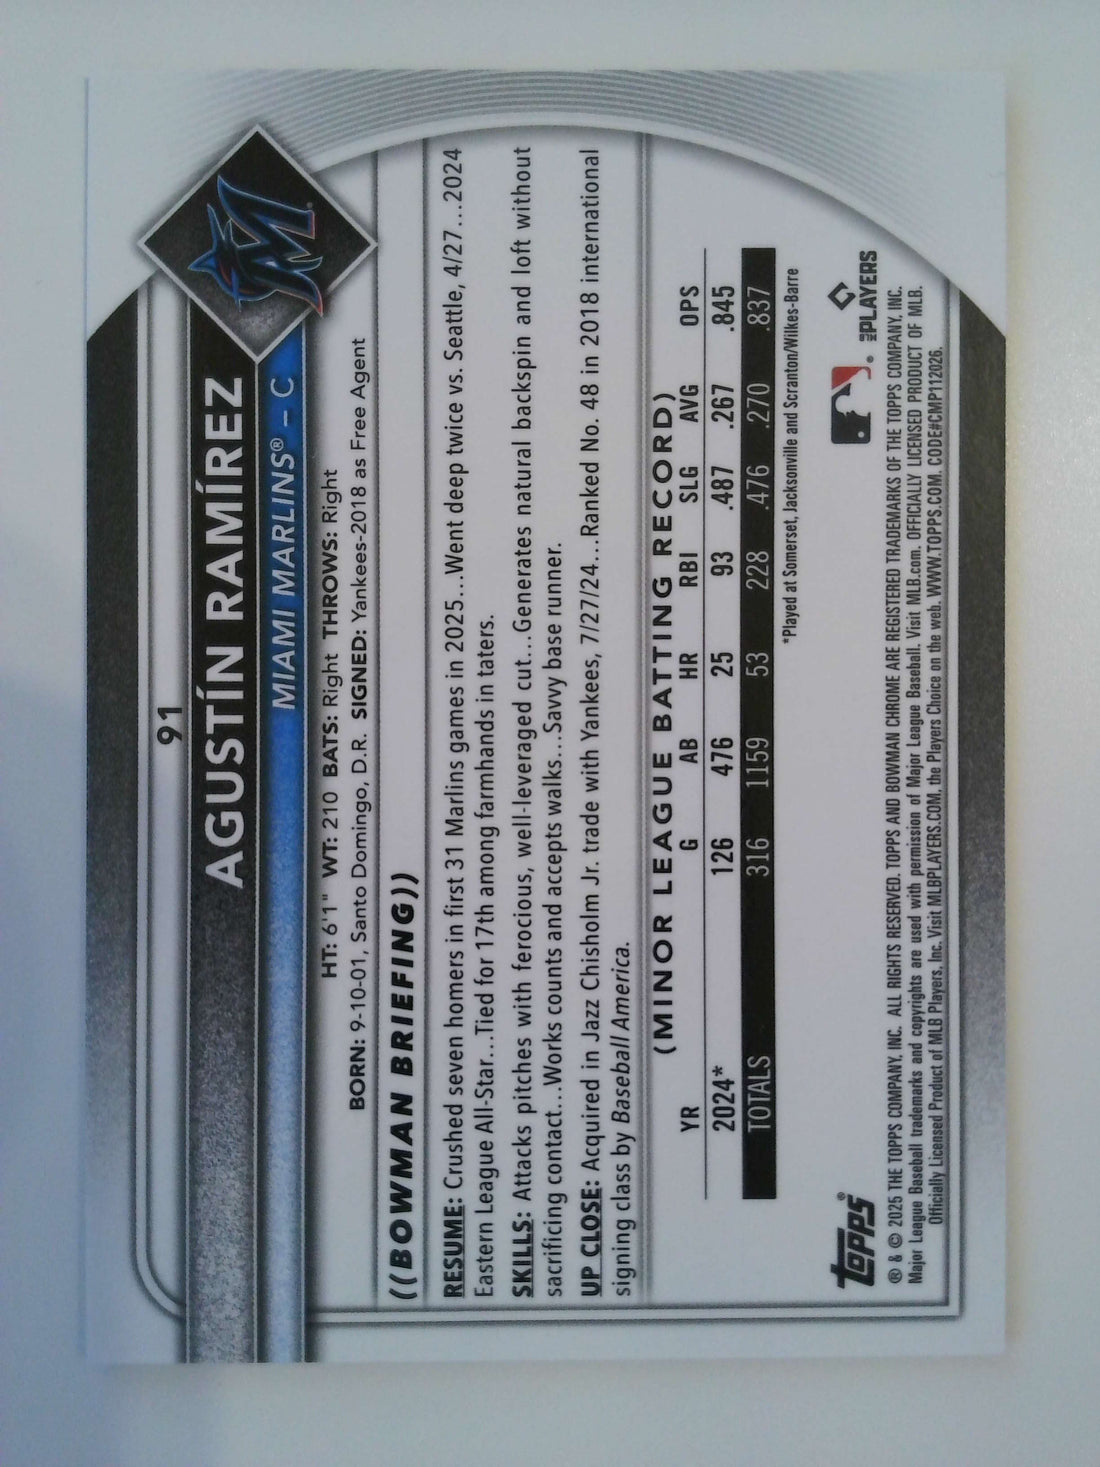 91
AGUSTÍN RAMÍREZ
MIAMI MARLINS® – C
HT: 6'1" WT: 210 BATS: Right THROWS: Right
BORN: 9-10-01, Santo Domingo, D.R. SIGNED: Yankees-2018 as Free Agent
((BOWMAN BRIEFING))
RESUME: Crushed seven homers in first 31 Marlins games in 2025...Went deep twice vs. Seattle, 4/27...2024
Eastern League All-Star...Tied for 17th among farmhands in taters.
SKILLS: Attacks pitches with ferocious, well-leveraged cut...Generates natural backspin and loft without
sacrificing contact...Works counts and accepts walks...Savvy base runner.
UP CLOSE: Acquired in Jazz Chisholm Jr. trade with Yankees, 7/27/24...Ranked No. 48 in 2018 international
signing class by Baseball America.
(MINOR LEAGUE BATTING RECORD)
YR G AB HR RBI SLG AVG OPS
2024* 126 476 25 93 .487 .267 .845
TOTALS 316 1159 53 228 .476 .270 .837
*Played at Somerset, Jacksonville and Scranton/Wilkes-Barre
Topps® MLB PLAYERS
® & © 2025 THE TOPPS COMPANY, INC. ALL RIGHTS RESERVED. TOPPS AND BOWMAN CHROME ARE REGISTERED TRADEMARKS OF THE TOPPS COMPANY, INC.
Major League Baseball trademarks and copyrights are used with permission of Major League Baseball. Visit MLB.com. OFFICIALLY LICENSED PRODUCT OF MLB.
Officially Licensed Product of MLB Players, Inc. Visit MLBPLAYERS.COM, the Players Choice on the web. WWW.TOPPS.COM. CODE#CMP112026.